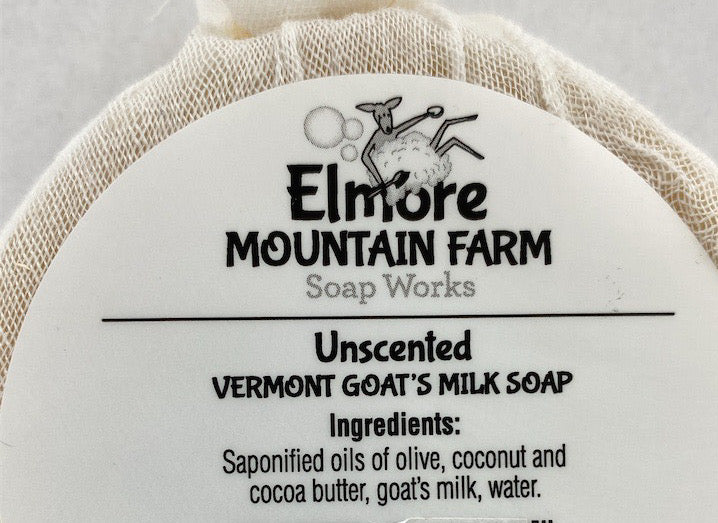 Elmore
MOUNTAIN FARM
Soap Works
Unscented
VERMONT GOAT'S MILK SOAP
Ingredients:
Saponified oils of olive, coconut and
cocoa butter, goat's milk, water.